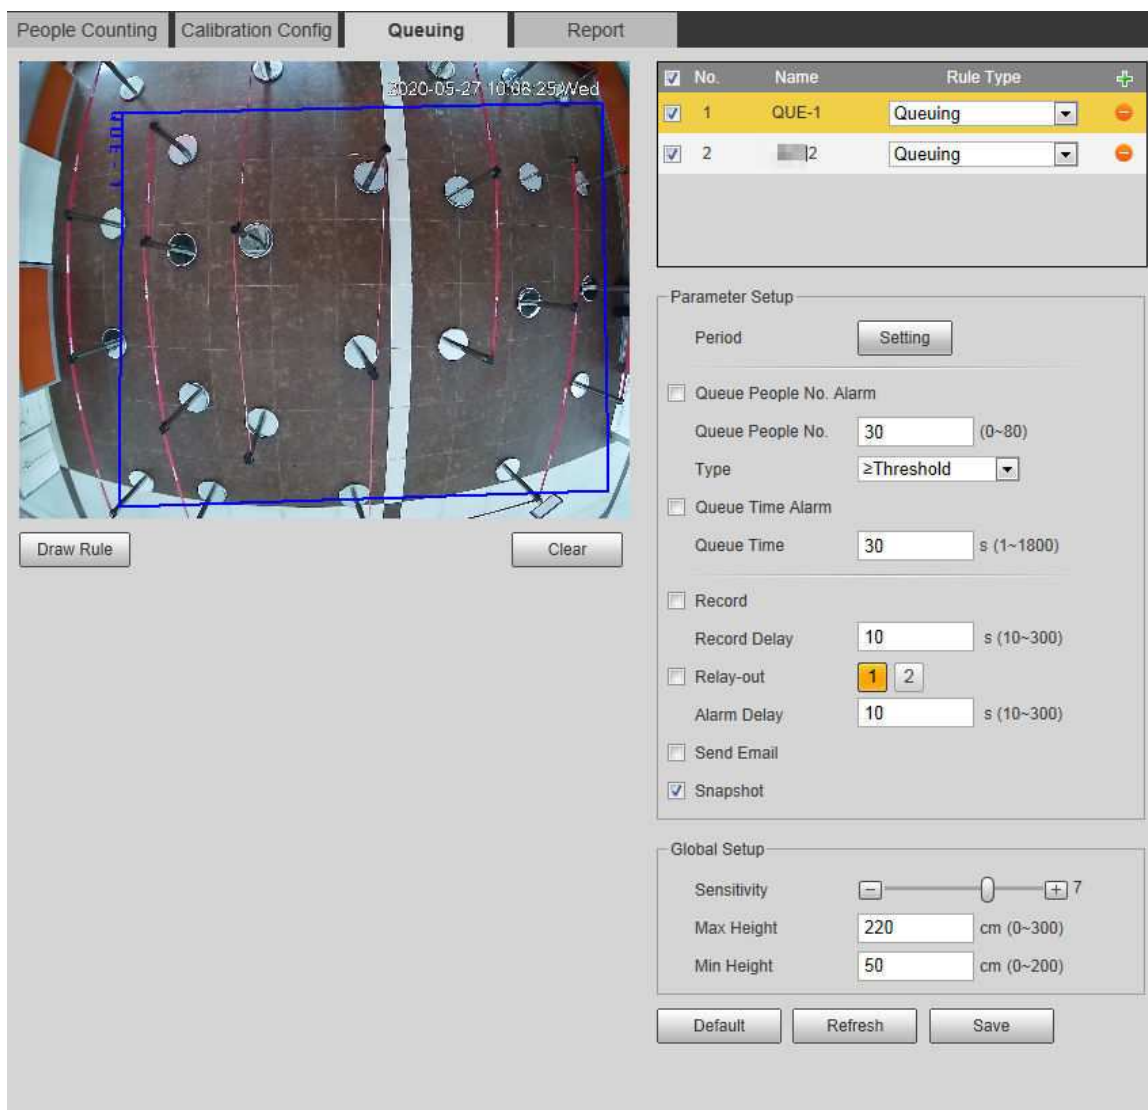 People Counting Calibration Config Queuing Report
2020-05-27 10:08:25 Wed
QUE-1
Draw Rule Clear
No. Name Rule Type
1 QUE-1 Queuing
2 2 Queuing
Parameter Setup
Period Setting
Queue People No. Alarm
Queue People No. 30 (0~80)
Type ≥Threshold
Queue Time Alarm
Queue Time 30 s (1~1800)
Record
Record Delay 10 s (10~300)
Relay-out 1 2
Alarm Delay 10 s (10~300)
Send Email
Snapshot
Global Setup
Sensitivity 7
Max Height 220 cm (0~300)
Min Height 50 cm (0~200)
Default Refresh Save